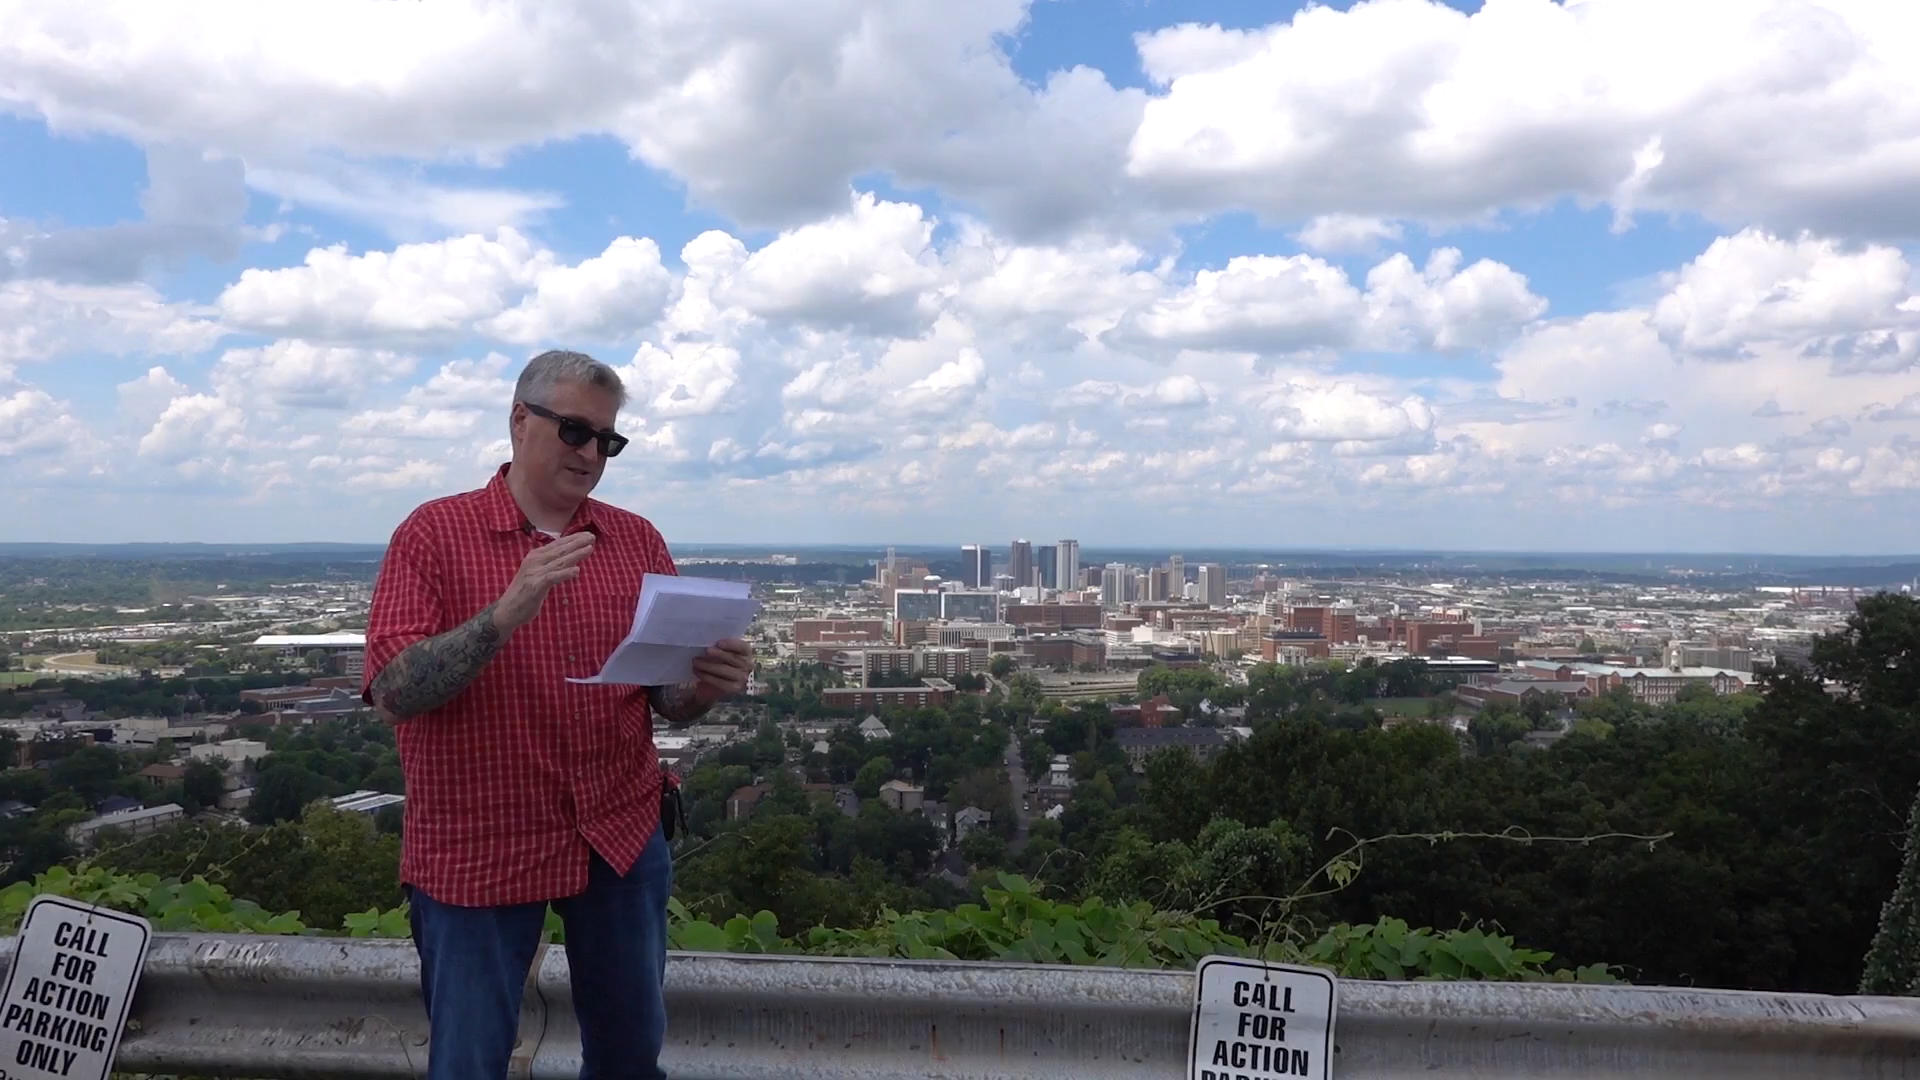 CALL
FOR
ACTION
PARKING
ONLY
CALL
FOR
ACTION